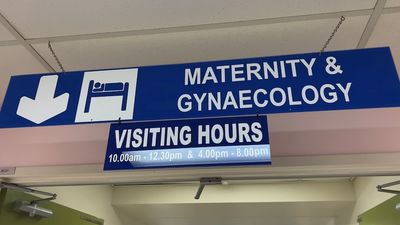 MATERNITY &
GYNAECOLOGY
VISITING HOURS
10.00am - 12.30pm & 4.00pm - 8.00pm